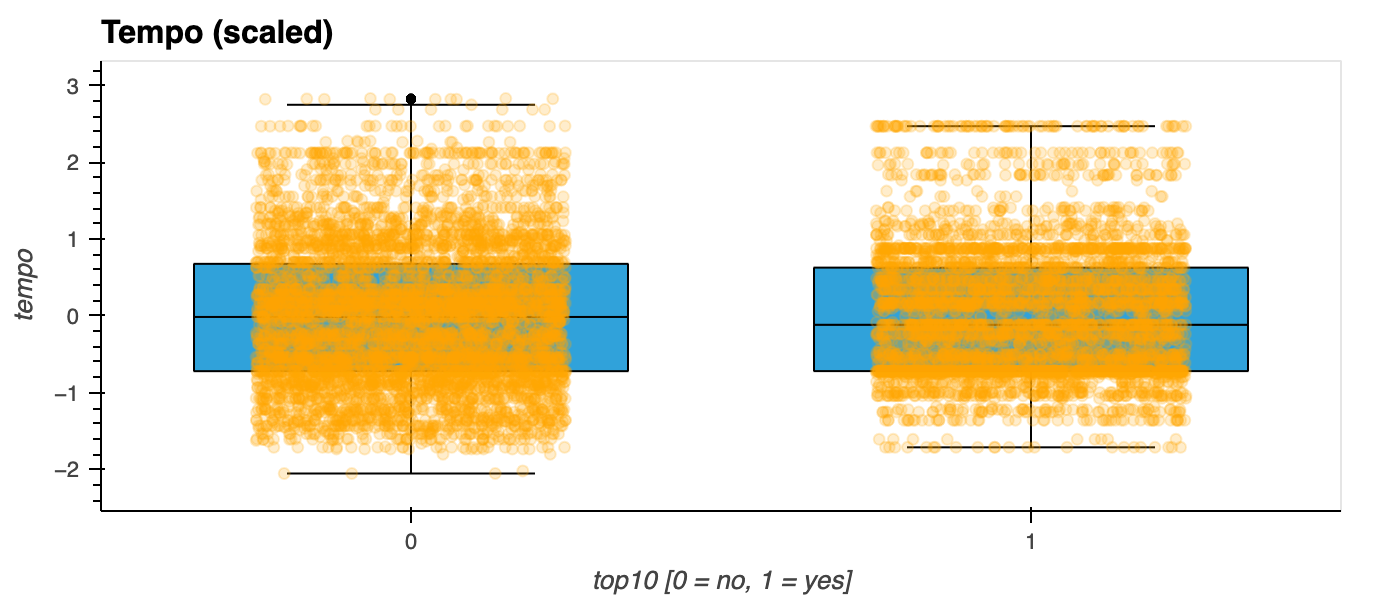 Tempo (scaled)
3
2
1
0
−1
−2
tempo
0
1
top10 [0 = no, 1 = yes]